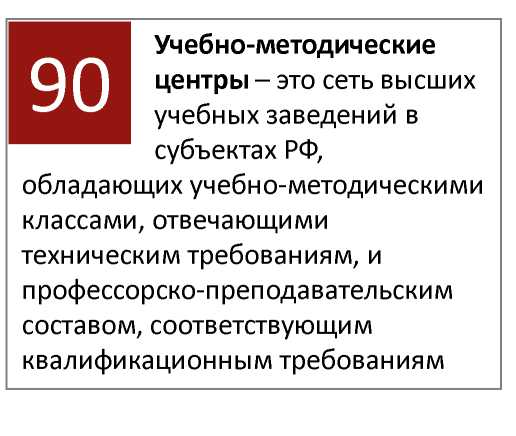 90
Учебно-методические
центры – это сеть высших
учебных заведений в
субъектах РФ,
обладающих учебно-методическими
классами, отвечающими
техническим требованиям, и
профессорско-преподавательским
составом, соответствующим
квалификационным требованиям